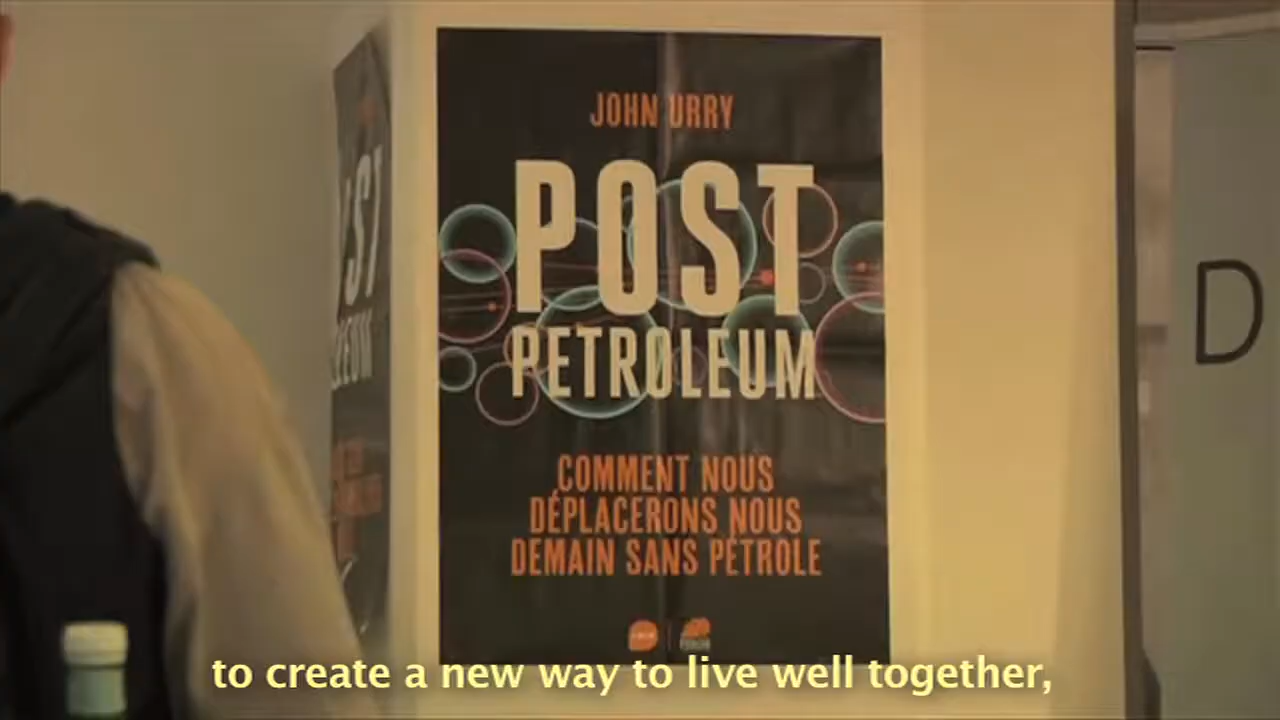 JOHN URRY
POST
PETROLEUM
COMMENT NOUS
DÉPLACERONS NOUS
DEMAIN SANS PÉTROLE
D
to create a new way to live well together,